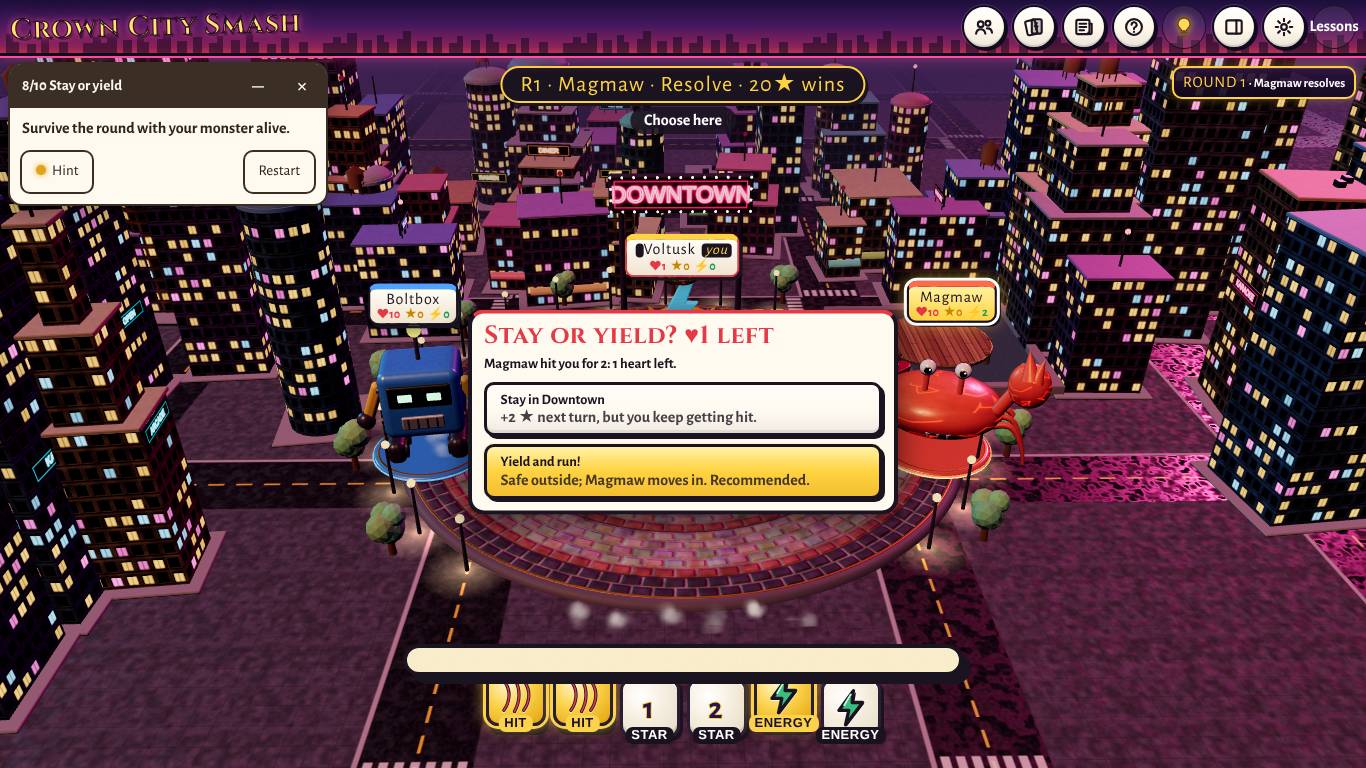 Crown City Smash
Lessons
8/10 Stay or yield
Survive the round with your monster alive.
Hint
Restart
R1 · Magmaw · Resolve · 20★ wins
Choose here
ROUND 1 · Magmaw resolves
DINER
DOWNTOWN
Voltusk you
♥1 ★0 ⚡0
Boltbox
♥10 ★0 ⚡0
Magmaw
♥10 ★0 ⚡2
Stay or yield? ♥1 left
Magmaw hit you for 2: 1 heart left.
Stay in Downtown
+2 ★ next turn, but you keep getting hit.
Yield and run!
Safe outside; Magmaw moves in. Recommended.
HIT
HIT
1
STAR
2
STAR
ENERGY
ENERGY